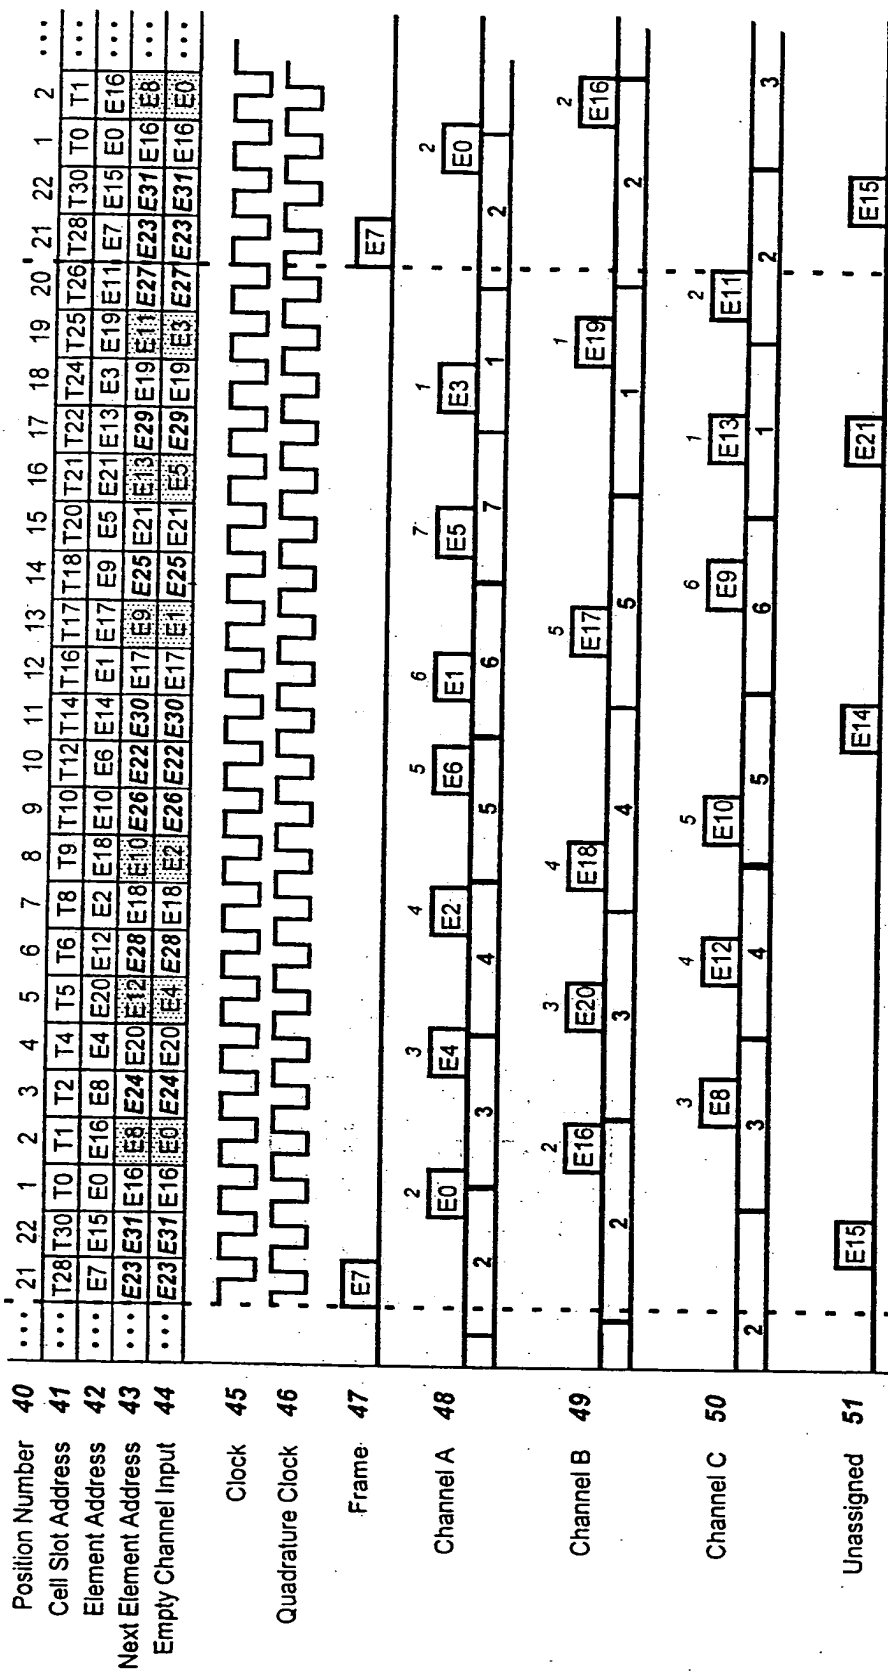 Position Number 40 ... 21 22 1 2 3 4 5 6 7 8 9 10 11 12 13 14 15 16 17 18 19 20 21 22 1 2 ...
Cell Slot Address 41 ... T28 T30 T0 T1 T2 T4 T5 T6 T8 T9 T10 T12 T14 T16 T17 T18 T20 T21 T22 T24 T25 T26 T28 T30 T0 T1 ...
Element Address 42 ... E7 E15 E0 E16 E8 E4 E20 E12 E2 E18 E10 E6 E14 E1 E17 E9 E5 E21 E13 E3 E19 E11 E7 E15 E0 E16 ...
Next Element Address 43 ... E23 E31 E16 E8 E24 E20 E12 E28 E18 E10 E26 E22 E30 E17 E9 E25 E21 E13 E29 E19 E11 E27 E23 E31 E16 E8 ...
Empty Channel Input 44 ... E23 E31 E16 E0 E24 E20 E4 E28 E18 E2 E26 E22 E30 E17 E1 E25 E21 E5 E29 E19 E3 E27 E23 E31 E16 E0 ...
Clock 45
Quadrature Clock 46
Frame 47 E7 E7
2 3 4 5 6 7 1 2
Channel A 48 E0 E4 E2 E6 E1 E5 E3 E0
2 3 4 5 6 7 1 2
2 3 4 5 1 2
Channel B 49 E16 E20 E18 E17 E19 E16
2 3 4 5 1 2
3 4 5 6 1 2
Channel C 50 E8 E12 E10 E9 E13 E11
2 3 4 5 6 1 2 3
Unassigned 51 E15 E14 E21 E15